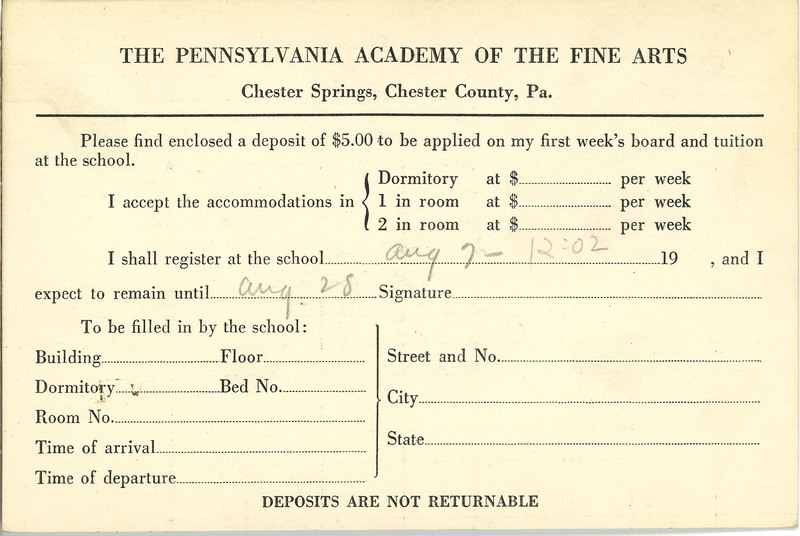 THE PENNSYLVANIA ACADEMY OF THE FINE ARTS
Chester Springs, Chester County, Pa.
Please find enclosed a deposit of $5.00 to be applied on my first week's board and tuition
at the school.
I accept the accommodations in
Dormitory at $ per week
1 in room at $ per week
2 in room at $ per week
I shall register at the school aug 7 - 12:02 19 , and I
expect to remain until aug. 28 Signature
To be filled in by the school:
Building Floor
Dormitory Bed No.
Room No.
Time of arrival
Time of departure
Street and No.
City
State
DEPOSITS ARE NOT RETURNABLE